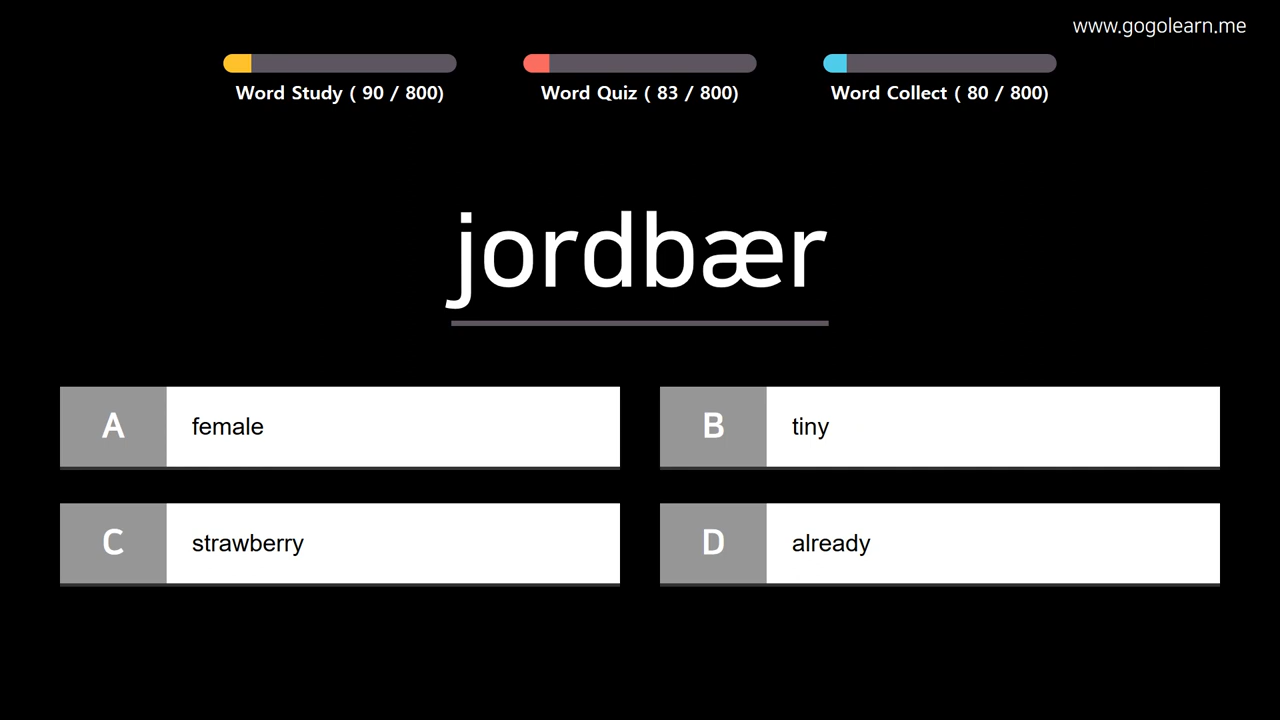 www.gogolearn.me
Word Study ( 90 / 800)
Word Quiz ( 83 / 800)
Word Collect ( 80 / 800)
jordbær
A female
B tiny
C strawberry
D already